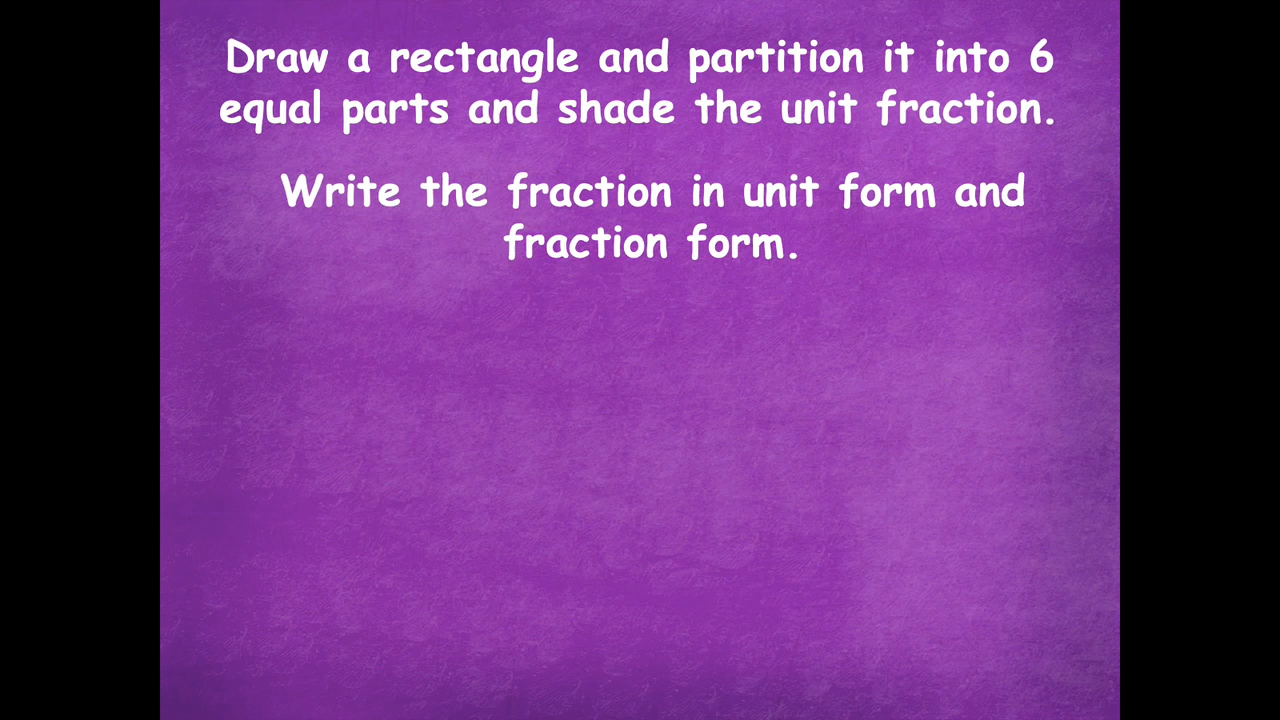 Draw a rectangle and partition it into 6
equal parts and shade the unit fraction.
Write the fraction in unit form and
fraction form.